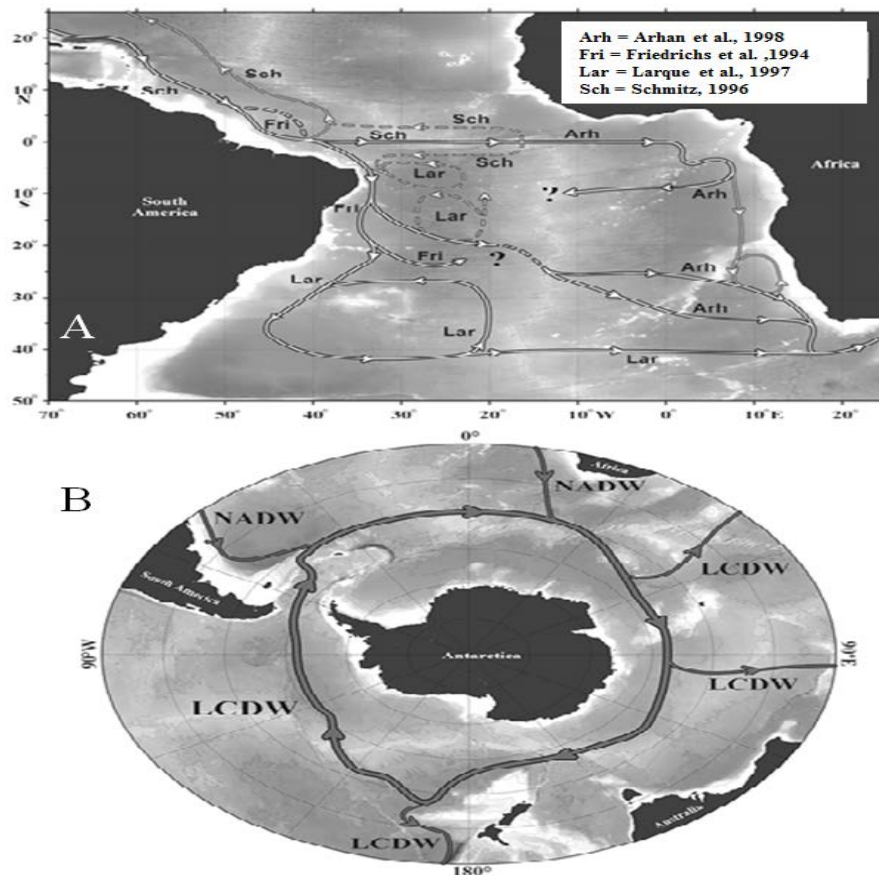 20°
10°
N
0°
S
10°
20°
30°
40°
50°
70°
60°
50°
40°
30°
20°
10° W
0°
10° E
20°
Arh = Arhan et al., 1998
Fri = Friedrichs et al. ,1994
Lar = Larque et al., 1997
Sch = Schmitz, 1996
Sch
Sch
Fri
Sch
Sch
Arh
Sch
Lar
Arh
?
Africa
South
America
Fri
Lar
Fri
?
Lar
Arh
Arh
A
Lar
Lar
B
0°
Africa
NADW
NADW
LCDW
South America
90°W
Antarctica
90°E
LCDW
LCDW
Australia
LCDW
180°